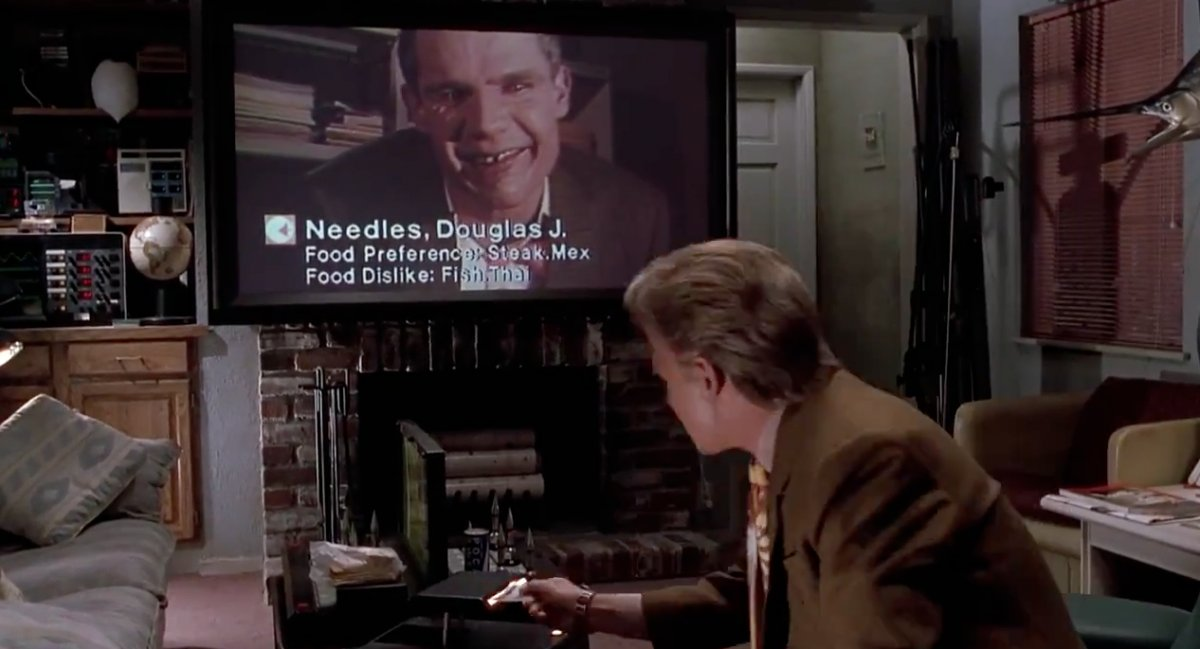 Needles, Douglas J.
Food Preference: Steak.Mex
Food Dislike: Fish.Thai